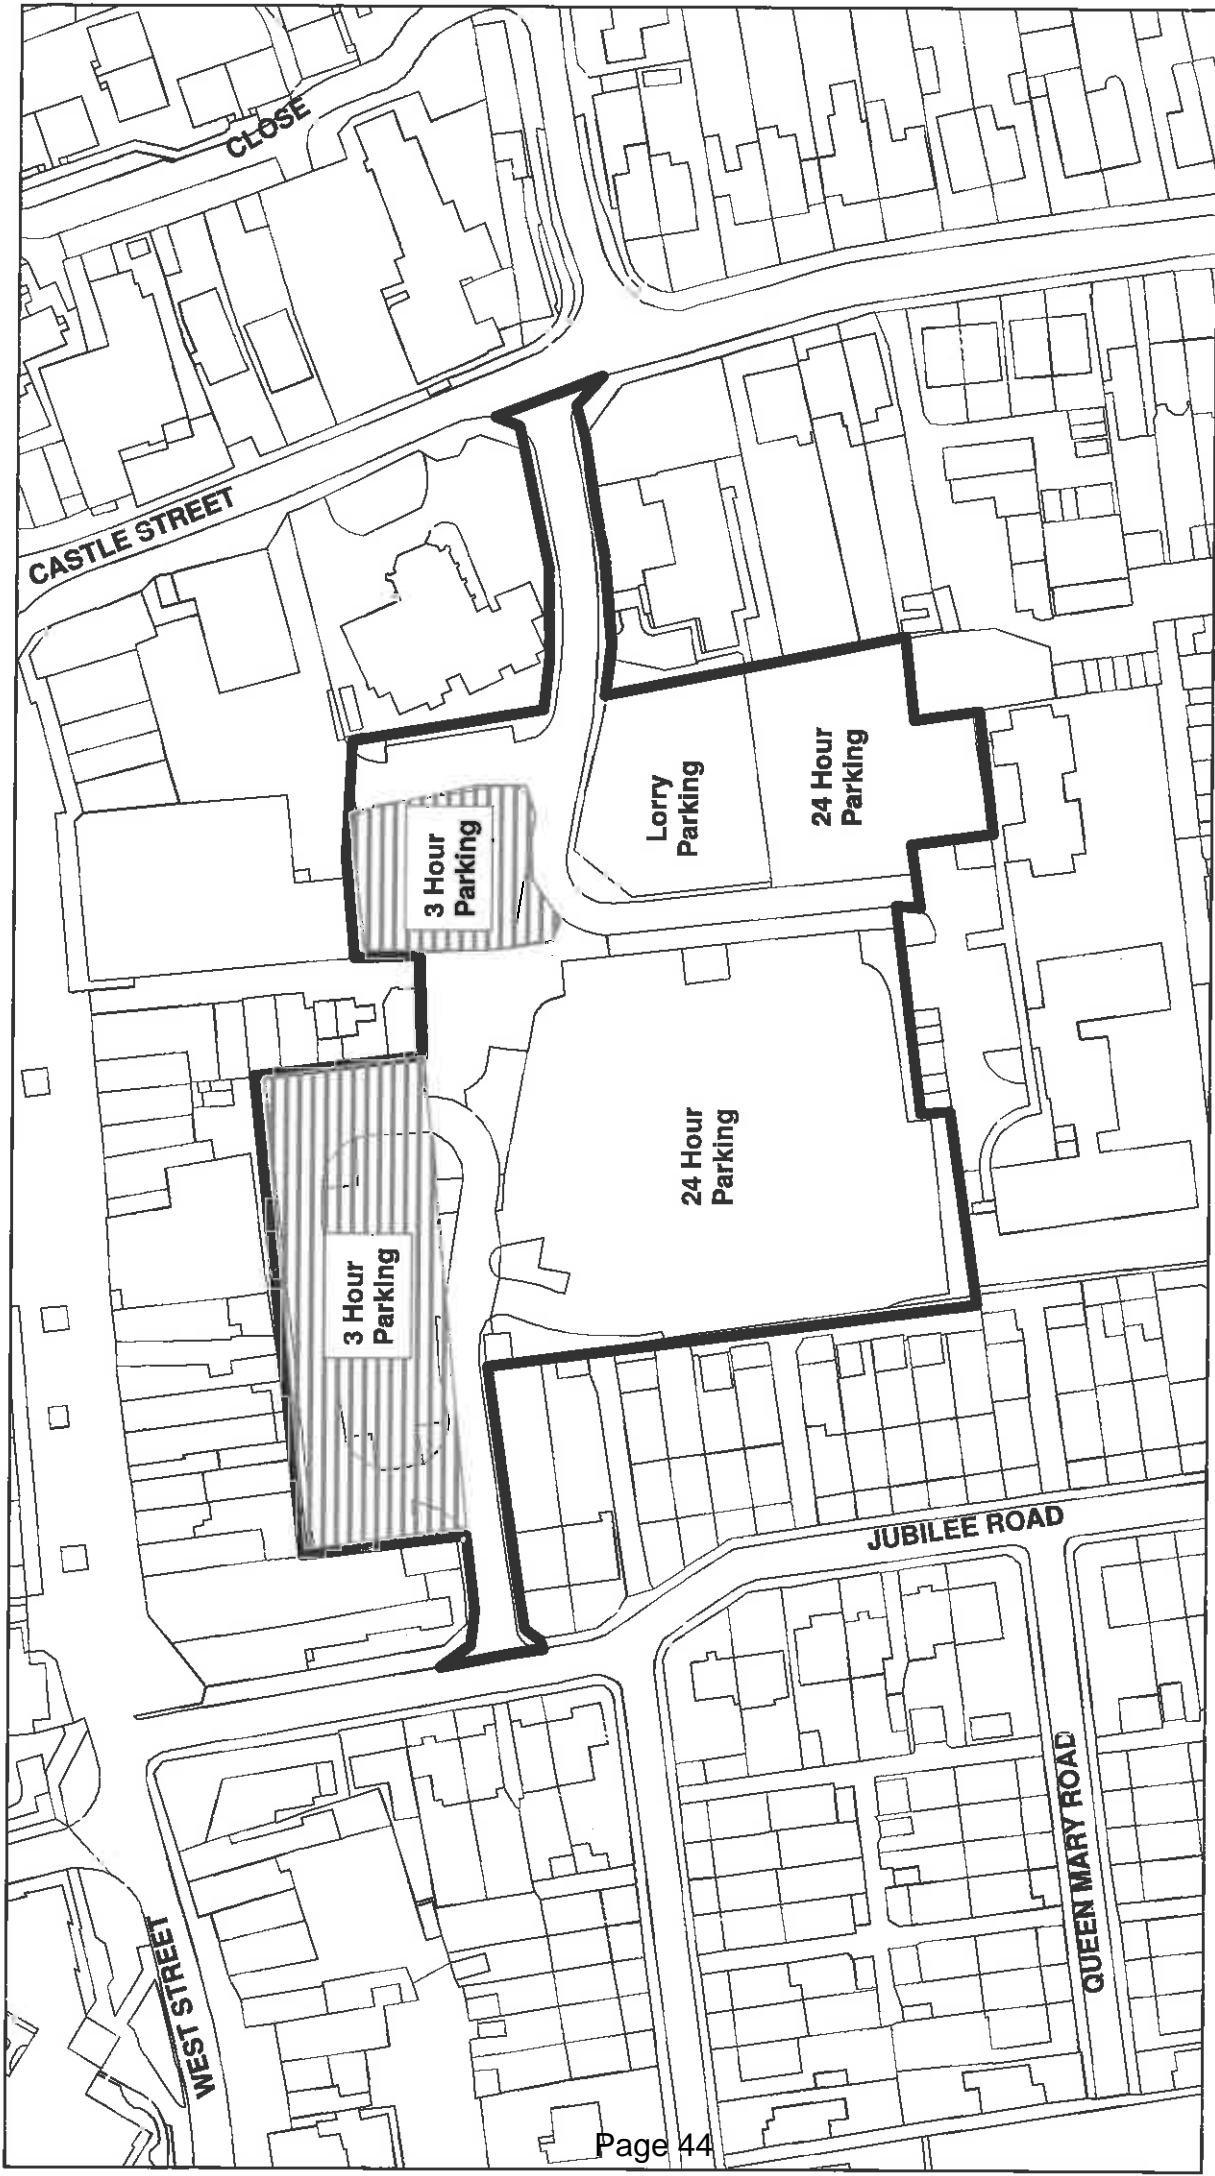 CLOSE
CASTLE STREET
3 Hour
Parking
Lorry
Parking
24 Hour
Parking
3 Hour
Parking
24 Hour
Parking
JUBILEE ROAD
QUEEN MARY ROAD
WEST STREET
Page 44